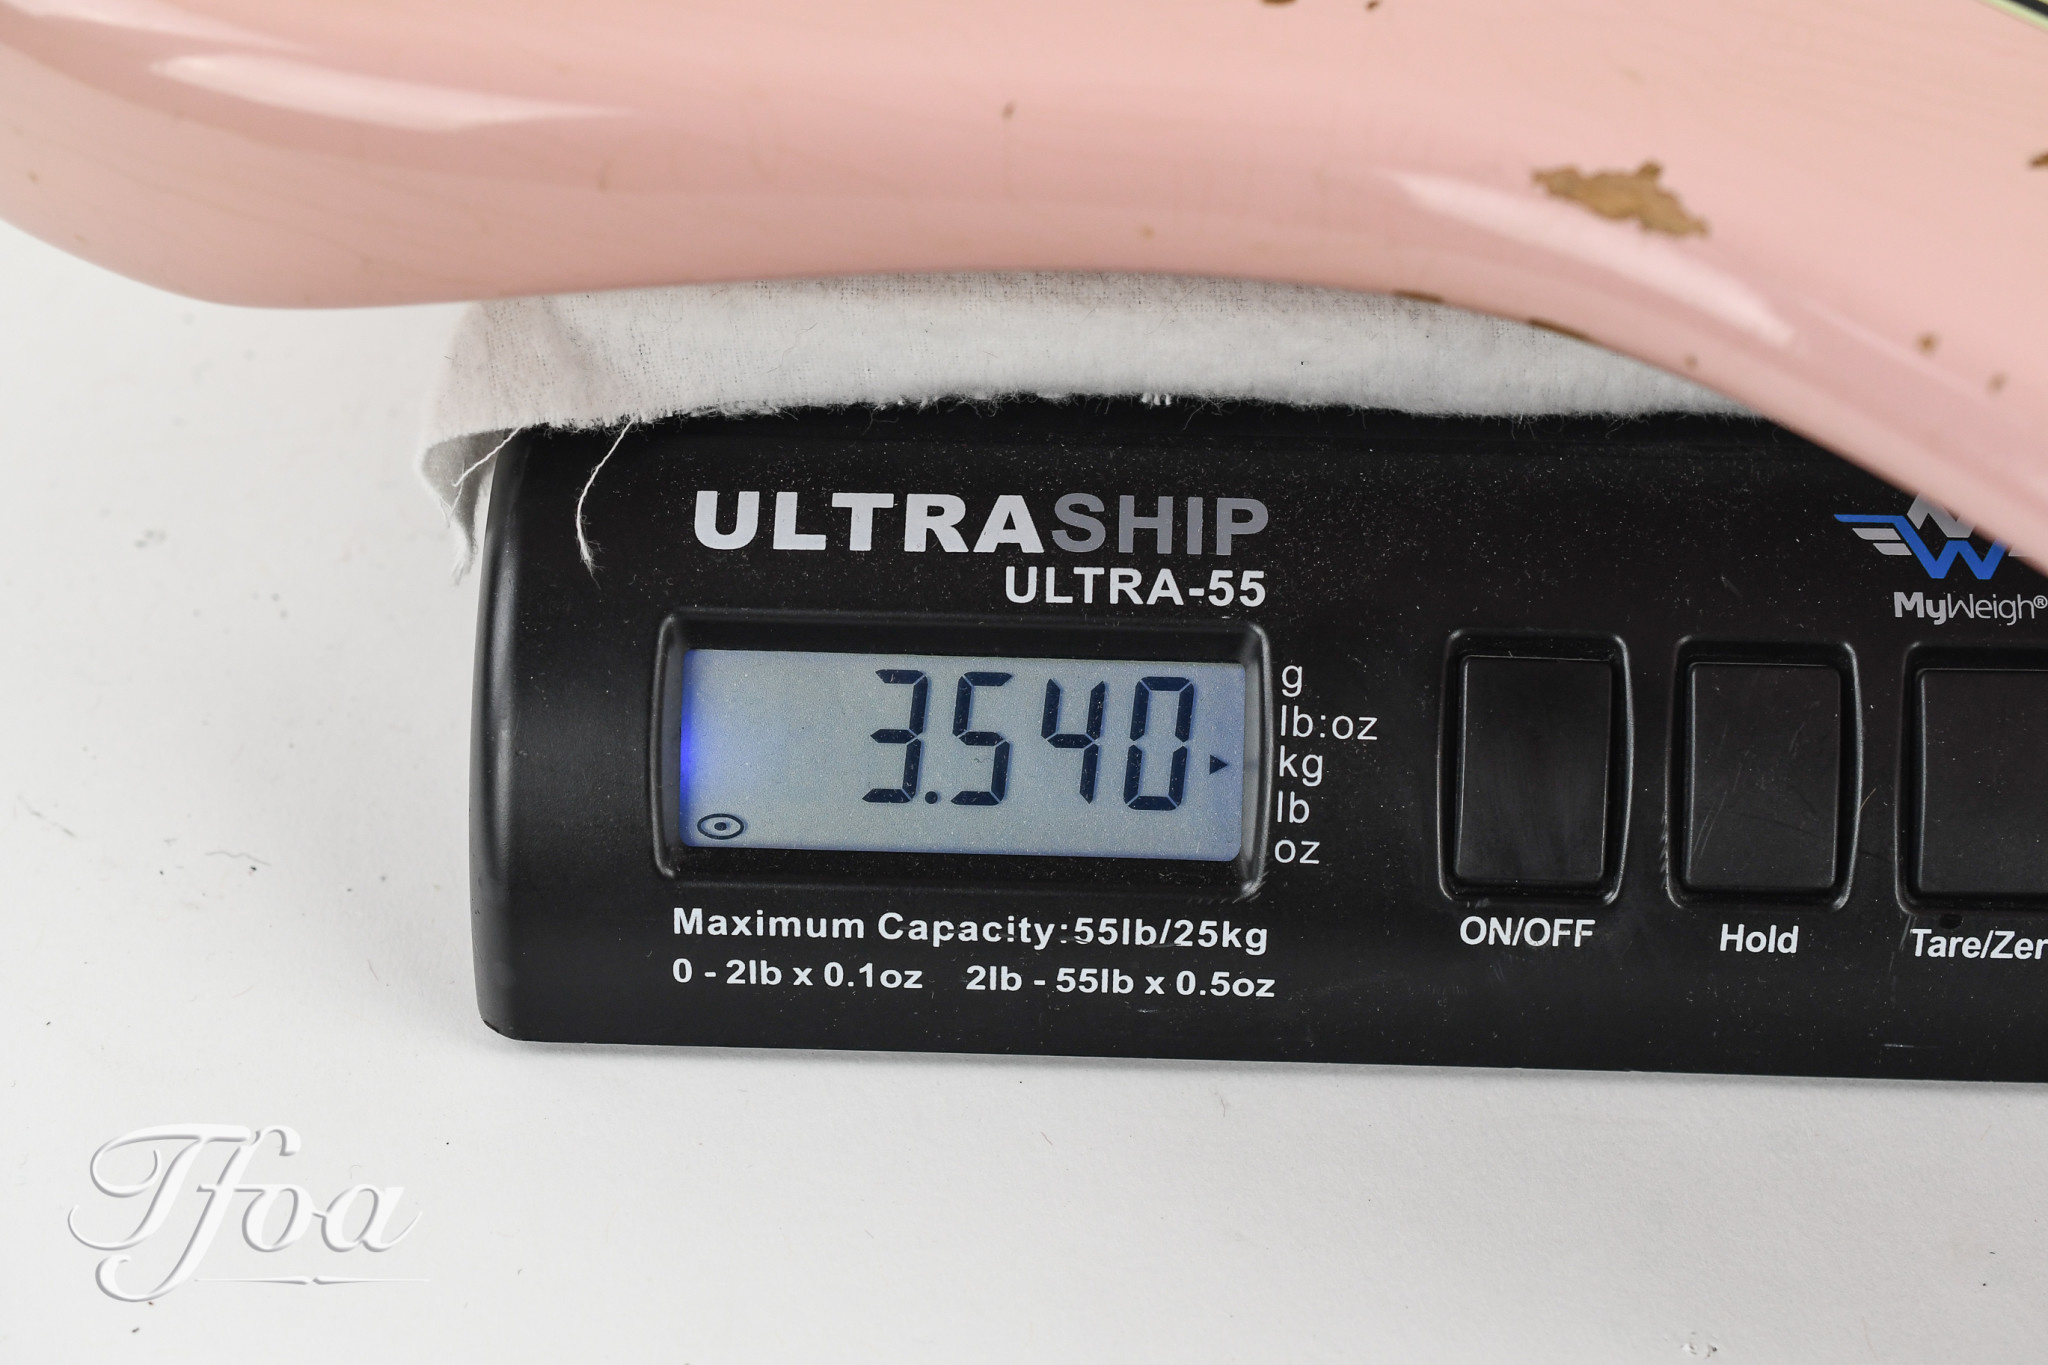 ULTRASHIP
ULTRA-55
3.540
g
lb:oz
kg
lb
oz
MyWeigh®
Maximum Capacity:55lb/25kg
0 - 2lb x 0.1oz 2lb - 55lb x 0.5oz
ON/OFF
Hold
Tare/Zer
Tfoa